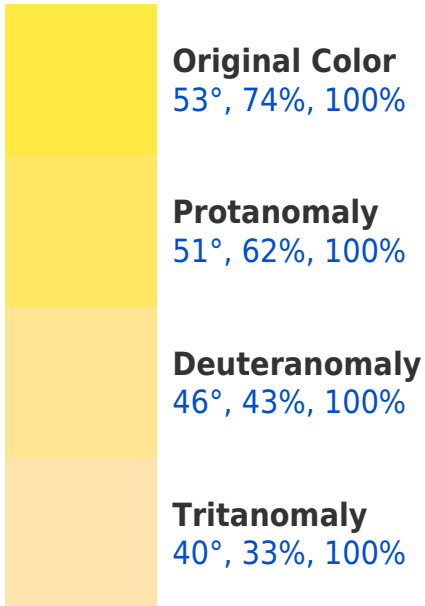 Original Color
53°, 74%, 100%
Protanomaly
51°, 62%, 100%
Deuteranomaly
46°, 43%, 100%
Tritanomaly
40°, 33%, 100%